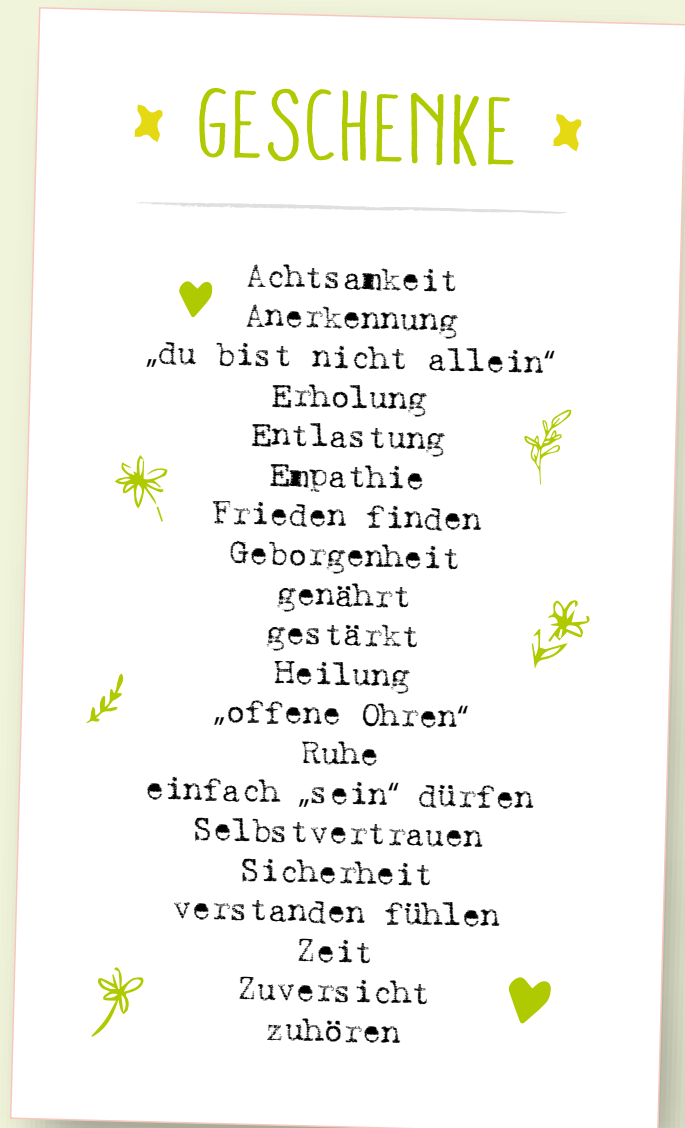 GESCHENKE
Achtsamkeit
Anerkennung
„du bist nicht allein“
Erholung
Entlastung
Empathie
Frieden finden
Geborgenheit
genährt
gestärkt
Heilung
„offene Ohren“
Ruhe
einfach „sein“ dürfen
Selbstvertrauen
Sicherheit
verstanden fühlen
Zeit
Zuversicht
zuhören